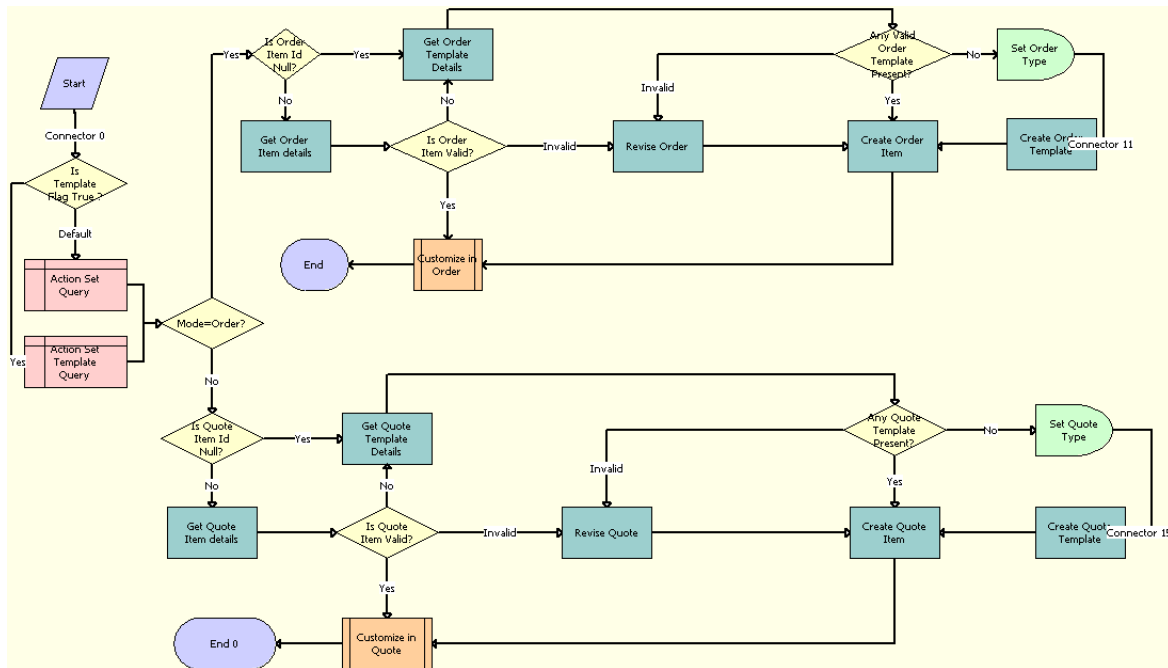 Start
Connector 0
Is
Template
Flag True ?
Default
Yes
Action Set
Query
Action Set
Template
Query
Mode=Order?
Yes
Is Order
Item Id
Null?
Yes
No
Get Order
Template
Details
Get Order
Item details
No
Is Order
Item Valid?
Invalid
Yes
Revise Order
Invalid
Any Valid
Order
Template
Present?
No
Yes
Set Order
Type
Connector 11
Create Order
Item
Create Order
Template
End
Customize in
Order
No
Is Quote
Item Id
Null?
Yes
No
Get Quote
Template
Details
Get Quote
Item details
No
Is Quote
Item Valid?
Invalid
Yes
Revise Quote
Invalid
Any Quote
Template
Present?
No
Yes
Set Quote
Type
Connector 15
Create Quote
Item
Create Quote
Template
End 0
Customize in
Quote